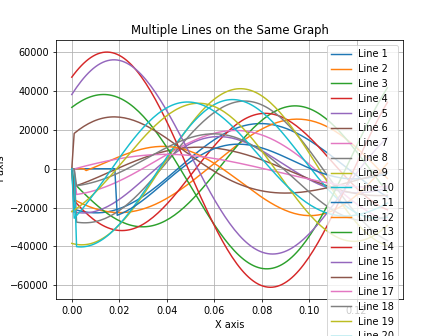 Multiple Lines on the Same Graph
60000
40000
20000
0
−20000
−40000
−60000
axis
0.00
0.02
0.04
0.06
0.08
0.10
X axis
Line 1
Line 2
Line 3
Line 4
Line 5
Line 6
Line 7
Line 8
Line 9
Line 10
Line 11
Line 12
Line 13
Line 14
Line 15
Line 16
Line 17
Line 18
Line 19
Line 20